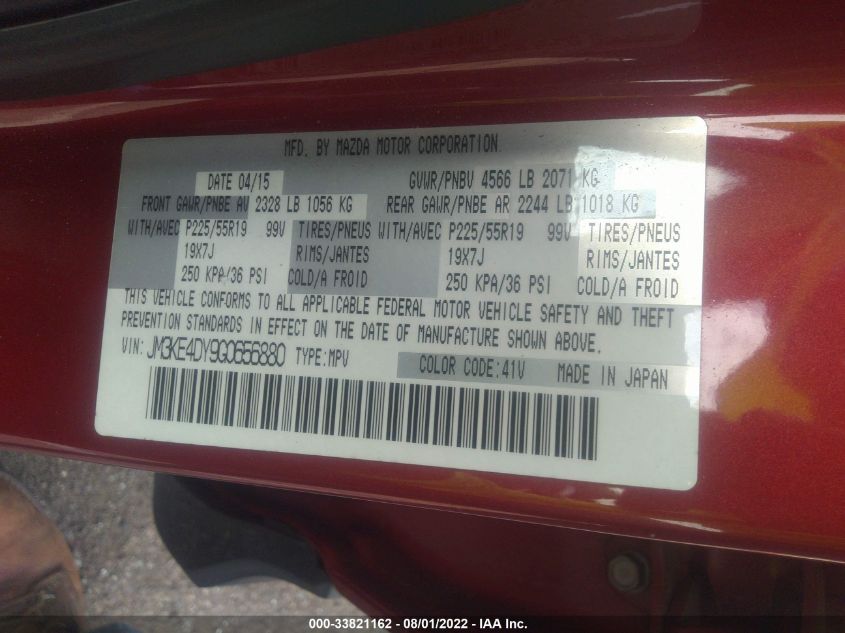 MFD. BY MAZDA MOTOR CORPORATION
DATE 04/15 GVWR/PNBV 4566 LB 2071 KG
FRONT GAWR/PNBE AV 2328 LB 1056 KG REAR GAWR/PNBE AR 2244 LB 1018 KG
WITH/AVEC P225/55R19 99V TIRES/PNEUS WITH/AVEC P225/55R19 99V TIRES/PNEUS
19X7J RIMS/JANTES 19X7J RIMS/JANTES
250 KPA/36 PSI COLD/A FROID 250 KPA/36 PSI COLD/A FROID
THIS VEHICLE CONFORMS TO ALL APPLICABLE FEDERAL MOTOR VEHICLE SAFETY AND THEFT
PREVENTION STANDARDS IN EFFECT ON THE DATE OF MANUFACTURE SHOWN ABOVE.
VIN: JM3KE4DY9G0656880 TYPE:MPV COLOR CODE:41V MADE IN JAPAN
000-33821162 - 08/01/2022 - IAA Inc.